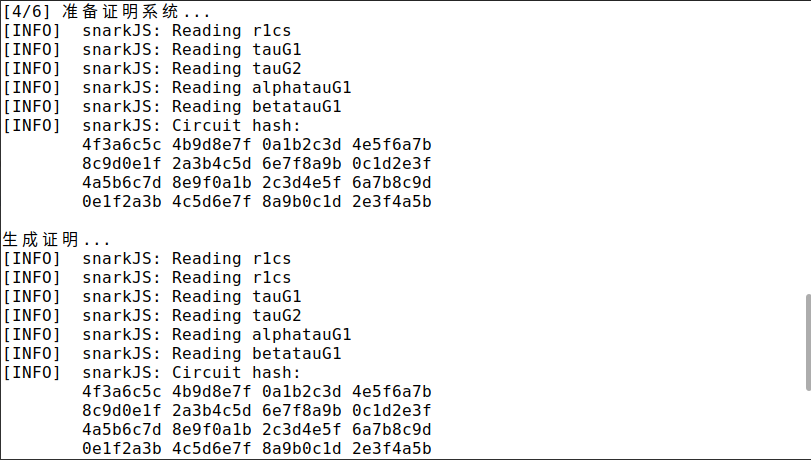 [4/6] 准备证明系统...
[INFO]  snarkJS: Reading r1cs
[INFO]  snarkJS: Reading tauG1
[INFO]  snarkJS: Reading tauG2
[INFO]  snarkJS: Reading alphatauG1
[INFO]  snarkJS: Reading betatauG1
[INFO]  snarkJS: Circuit hash:
        4f3a6c5c 4b9d8e7f 0a1b2c3d 4e5f6a7b
        8c9d0e1f 2a3b4c5d 6e7f8a9b 0c1d2e3f
        4a5b6c7d 8e9f0a1b 2c3d4e5f 6a7b8c9d
        0e1f2a3b 4c5d6e7f 8a9b0c1d 2e3f4a5b

生成证明...
[INFO]  snarkJS: Reading r1cs
[INFO]  snarkJS: Reading r1cs
[INFO]  snarkJS: Reading tauG1
[INFO]  snarkJS: Reading tauG2
[INFO]  snarkJS: Reading alphatauG1
[INFO]  snarkJS: Reading betatauG1
[INFO]  snarkJS: Circuit hash:
        4f3a6c5c 4b9d8e7f 0a1b2c3d 4e5f6a7b
        8c9d0e1f 2a3b4c5d 6e7f8a9b 0c1d2e3f
        4a5b6c7d 8e9f0a1b 2c3d4e5f 6a7b8c9d
        0e1f2a3b 4c5d6e7f 8a9b0c1d 2e3f4a5b